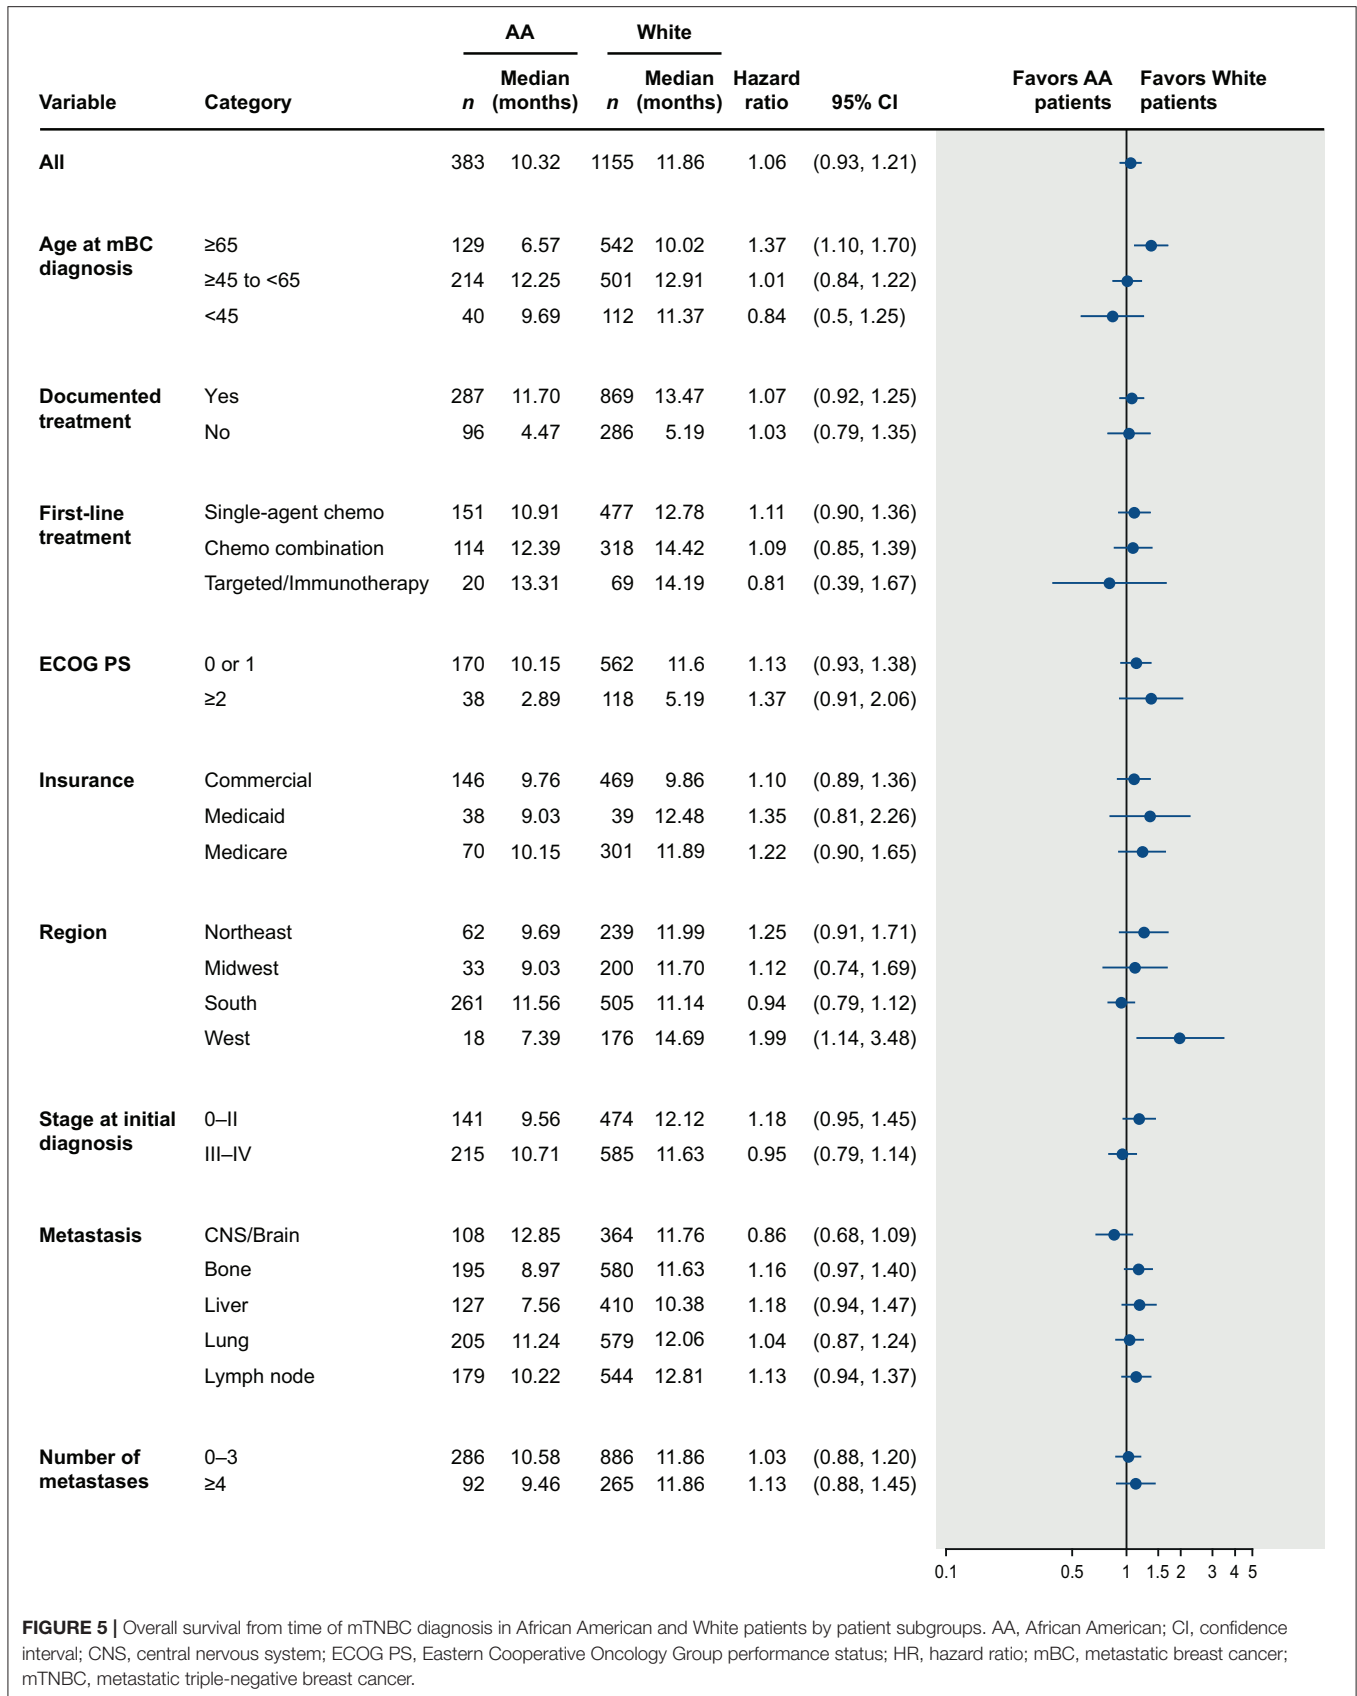 AA White
Median Median Hazard Favors AA Favors White
Variable Category n (months) n (months) ratio 95% CI patients patients
All 383 10.32 1155 11.86 1.06 (0.93, 1.21)
Age at mBC ≥65 129 6.57 542 10.02 1.37 (1.10, 1.70)
diagnosis
≥45 to <65 214 12.25 501 12.91 1.01 (0.84, 1.22)
<45 40 9.69 112 11.37 0.84 (0.5, 1.25)
Documented Yes 287 11.70 869 13.47 1.07 (0.92, 1.25)
treatment
No 96 4.47 286 5.19 1.03 (0.79, 1.35)
First-line Single-agent chemo 151 10.91 477 12.78 1.11 (0.90, 1.36)
treatment
Chemo combination 114 12.39 318 14.42 1.09 (0.85, 1.39)
Targeted/Immunotherapy 20 13.31 69 14.19 0.81 (0.39, 1.67)
ECOG PS 0 or 1 170 10.15 562 11.6 1.13 (0.93, 1.38)
≥2 38 2.89 118 5.19 1.37 (0.91, 2.06)
Insurance Commercial 146 9.76 469 9.86 1.10 (0.89, 1.36)
Medicaid 38 9.03 39 12.48 1.35 (0.81, 2.26)
Medicare 70 10.15 301 11.89 1.22 (0.90, 1.65)
Region Northeast 62 9.69 239 11.99 1.25 (0.91, 1.71)
Midwest 33 9.03 200 11.70 1.12 (0.74, 1.69)
South 261 11.56 505 11.14 0.94 (0.79, 1.12)
West 18 7.39 176 14.69 1.99 (1.14, 3.48)
Stage at initial 0–II 141 9.56 474 12.12 1.18 (0.95, 1.45)
diagnosis
III–IV 215 10.71 585 11.63 0.95 (0.79, 1.14)
Metastasis CNS/Brain 108 12.85 364 11.76 0.86 (0.68, 1.09)
Bone 195 8.97 580 11.63 1.16 (0.97, 1.40)
Liver 127 7.56 410 10.38 1.18 (0.94, 1.47)
Lung 205 11.24 579 12.06 1.04 (0.87, 1.24)
Lymph node 179 10.22 544 12.81 1.13 (0.94, 1.37)
Number of 0–3 286 10.58 886 11.86 1.03 (0.88, 1.20)
metastases ≥4 92 9.46 265 11.86 1.13 (0.88, 1.45)
0.1 0.5 1 1.5 2 3 4 5
FIGURE 5 | Overall survival from time of mTNBC diagnosis in African American and White patients by patient subgroups. AA, African American; CI, confidence
interval; CNS, central nervous system; ECOG PS, Eastern Cooperative Oncology Group performance status; HR, hazard ratio; mBC, metastatic breast cancer;
mTNBC, metastatic triple-negative breast cancer.